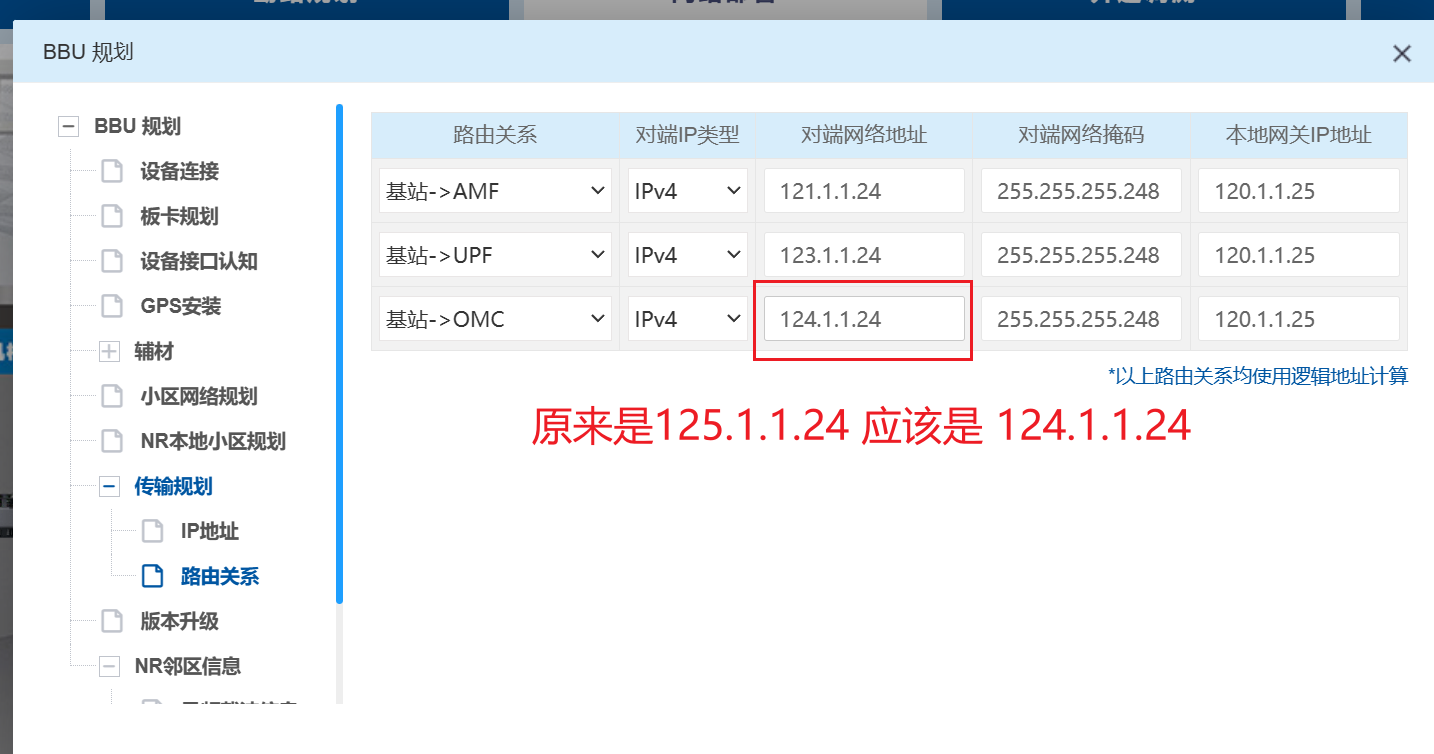 BBU 规划
BBU 规划
设备连接
板卡规划
设备接口认知
GPS安装
辅材
小区网络规划
NR本地小区规划
传输规划
IP地址
路由关系
版本升级
NR邻区信息
路由关系 对端IP类型 对端网络地址 对端网络掩码 本地网关IP地址
基站->AMF IPv4 121.1.1.24 255.255.255.248 120.1.1.25
基站->UPF IPv4 123.1.1.24 255.255.255.248 120.1.1.25
基站->OMC IPv4 124.1.1.24 255.255.255.248 120.1.1.25
*以上路由关系均使用逻辑地址计算
原来是125.1.1.24 应该是 124.1.1.24